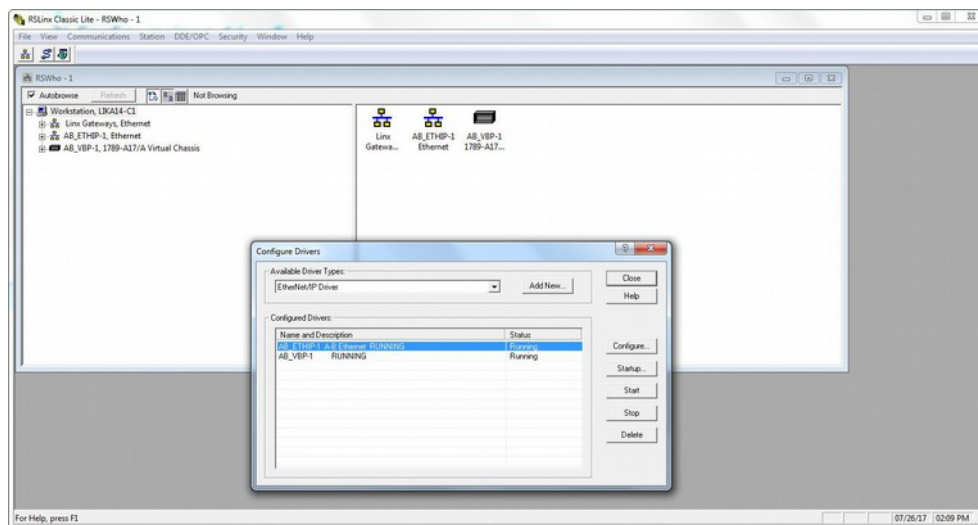 RSLinx Classic Lite - RSWho - 1
File View Communications Station DDE/OPC Security Window Help
RSWho - 1
Autobrowse Refresh Not Browsing
Workstation, LIKA14-C1
Linx Gateways, Ethernet
AB_ETHIP-1, Ethernet
AB_VBP-1, 1789-A17/A Virtual Chassis
Linx Gatewa...
AB_ETHIP-1 Ethernet
AB_VBP-1 1789-A17...
Configure Drivers
Available Driver Types:
EtherNet/IP Driver
Add New...
Close
Help
Configured Drivers:
Name and Description Status
AB_ETHIP-1 A-B Ethernet RUNNING Running
AB_VBP-1 RUNNING Running
Configure...
Startup...
Start
Stop
Delete
For Help, press F1
07/26/17 02:09 PM